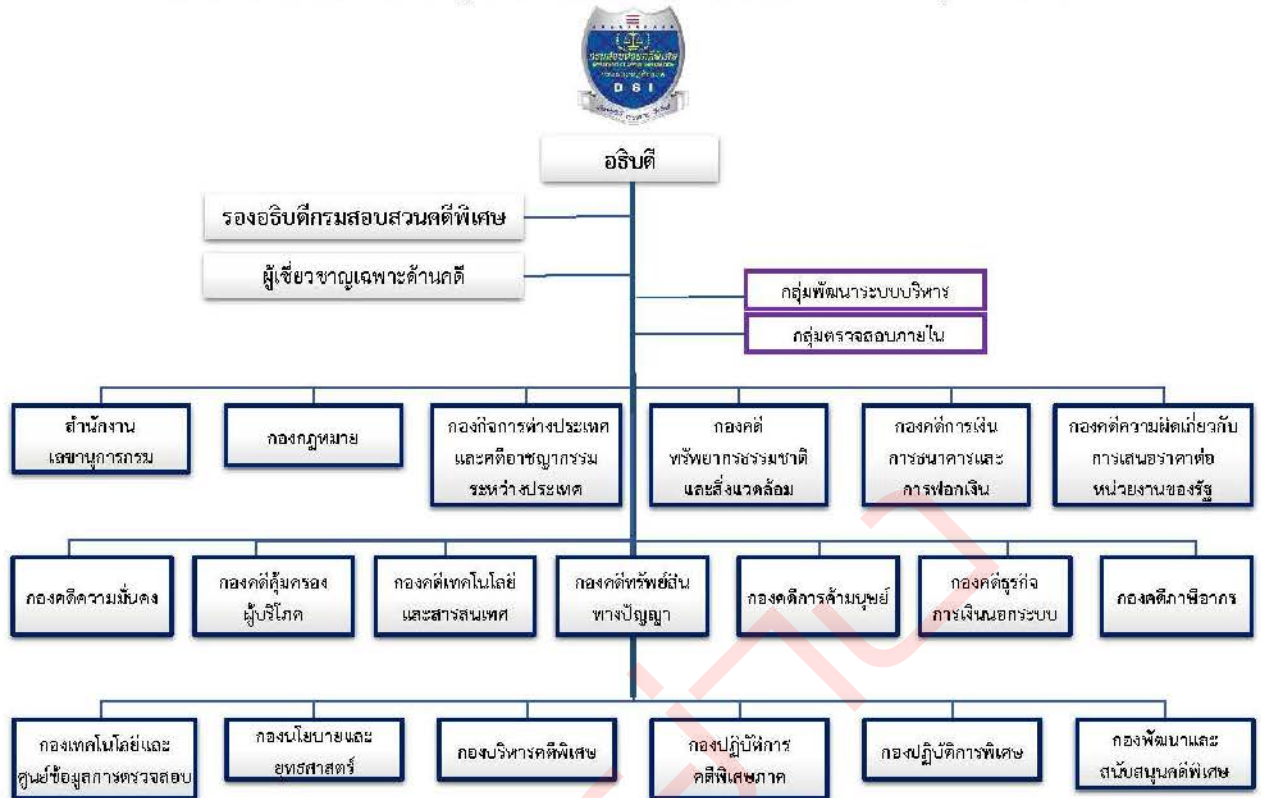 กรมสอบสวนคดีพิเศษ
DSI
อธิบดี
รองอธิบดีกรมสอบสวนคดีพิเศษ
ผู้เชี่ยวชาญเฉพาะด้านคดี
กลุ่มพัฒนาระบบบริหาร
กลุ่มตรวจสอบภายใน
สำนักงาน
เลขานุการกรม
กองกฎหมาย
กองกิจการต่างประเทศ
และคดีอาชญากรรม
ระหว่างประเทศ
กองคดี
ทรัพยากรธรรมชาติ
และสิ่งแวดล้อม
กองคดีการเงิน
การธนาคารและ
การฟอกเงิน
กองคดีความผิดเกี่ยวกับ
การเสนอราคาต่อ
หน่วยงานของรัฐ
กองคดีความมั่นคง
กองคดีคุ้มครอง
ผู้บริโภค
กองคดีเทคโนโลยี
และสารสนเทศ
กองคดีทรัพย์สิน
ทางปัญญา
กองคดีการค้ามนุษย์
กองคดีธุรกิจ
การเงินนอกระบบ
กองคดีภาษีอากร
กองเทคโนโลยีและ
ศูนย์ข้อมูลการตรวจสอบ
กองนโยบายและ
ยุทธศาสตร์
กองบริหารคดีพิเศษ
กองปฏิบัติการ
คดีพิเศษภาค
กองปฏิบัติการพิเศษ
กองพัฒนาและ
สนับสนุนคดีพิเศษ